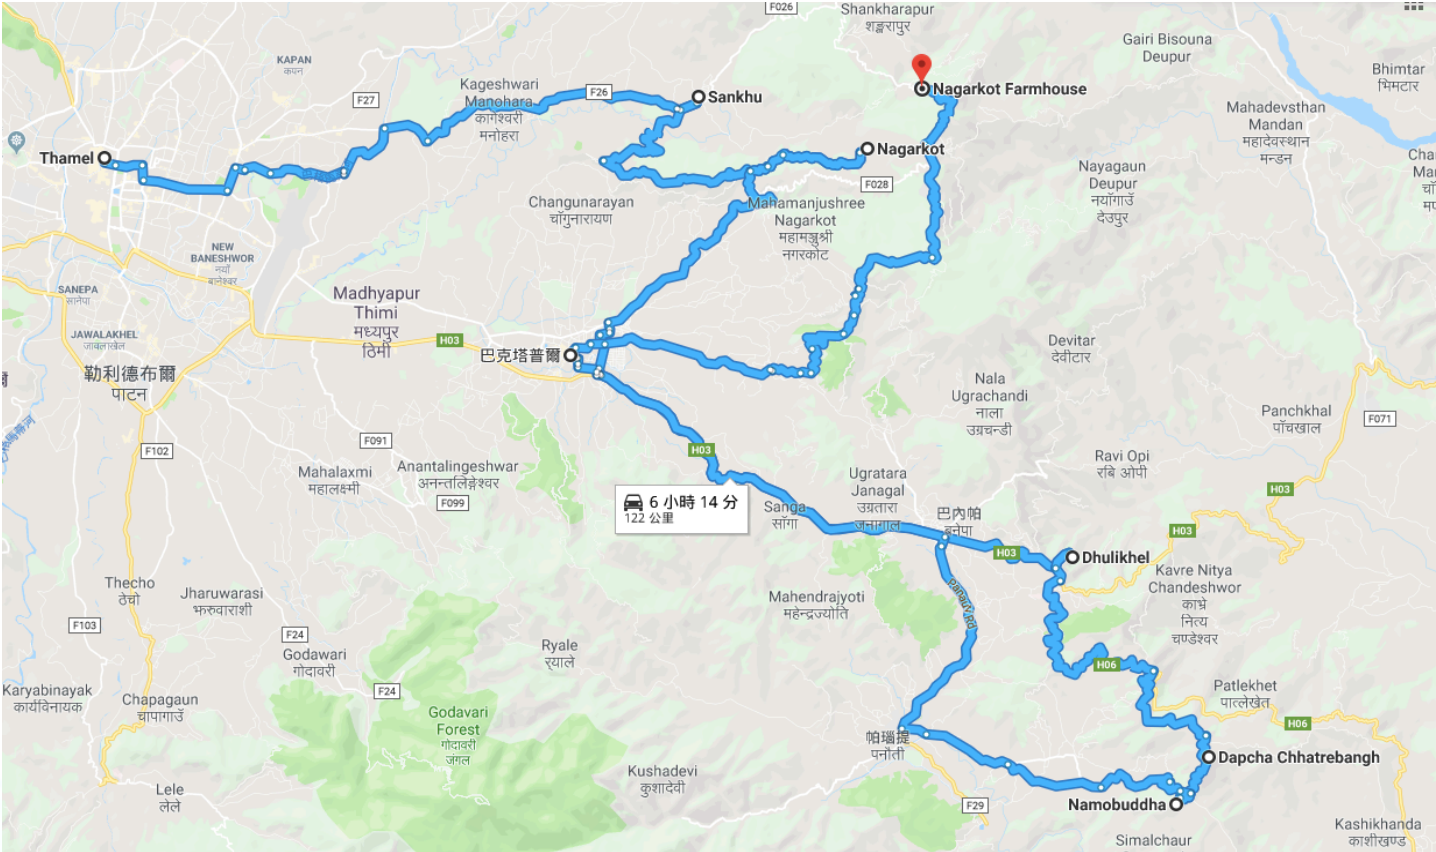 F026
Shankharapur
शङ्खरापुर
Gairi Bisouna
Deupur
KAPAN
कपन
Kageshwari
Manohara
कागेश्वरी
मनोहरा
F26
F27
Sankhu
Nagarkot Farmhouse
Bhimtar
भिमटार
Mahadevsthan
Mandan
महादेवस्थान
मन्डन
Thamel
Nagarkot
F028
Nayagaun
Deupur
नयाँगाउँ
देउपुर
Changunarayan
चाँगुनारायण
Mahamanjushree
Nagarkot
महामञ्जुश्री
नगरकोट
NEW
BANESHWOR
नयाँ
बानेश्वर
SANEPA
सानेपा
Madhyapur
Thimi
मध्यपुर
ठिमी
JAWALAKHEL
जावलाखेल
H03
巴克塔普爾
Devitar
देवीटार
勒利德布爾
पाटन
Nala
Ugrachandi
नाला
उग्रचन्डी
Panchkhal
पाँचखाल
F071
F091
F102
H03
Mahalaxmi
महालक्ष्मी
Anantalingeshwar
अनन्तलिङ्गेश्वर
F099
Ravi Opi
रबि ओपी
Ugratara
Janagal
उग्रतारा
जनागाल
H03
6 小時 14 分
122 公里
Sanga
साँगा
巴內帕
बनेपा
H03
H03
Dhulikhel
Kavre Nitya
Chandeshwor
काभ्रे
नित्य
चण्डेश्वर
Thecho
ठेचो
Jharuwarasi
झरुवाराशी
Mahendrajyoti
महेन्द्रज्योति
Panauti Rd
F103
F24
Godawari
गोदावरी
Ryale
र्‍याले
H06
F24
Karyabinayak
कार्यविनायक
Chapagaun
चापागाउँ
Godavari
Forest
गोदावरी
जंगल
Patlekhet
पात्लेखेत
H06
帕瑙提
पनौती
Dapcha Chhatrebangh
Kushadevi
कुशादेवी
Lele
लेले
F29
Namobuddha
Simalchaur
Kashikhanda
काशीखण्ड